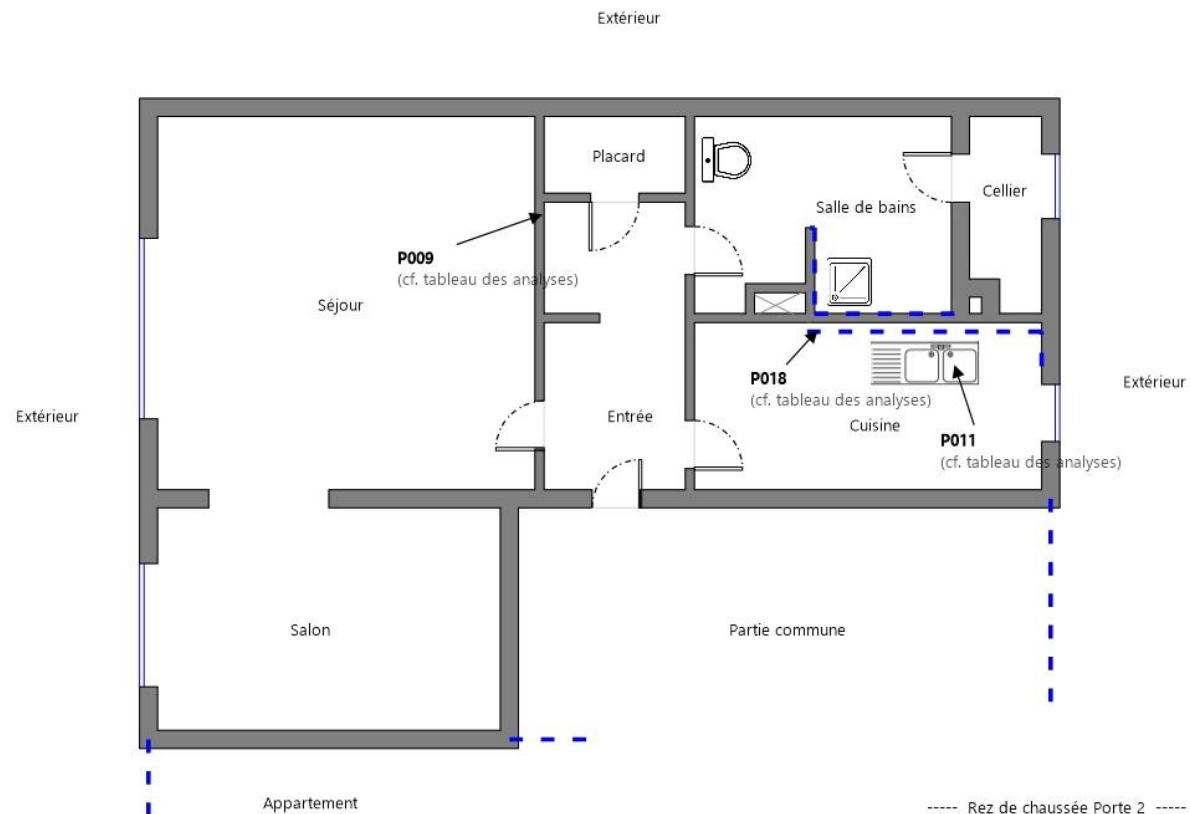 Extérieur
Placard
Cellier
Salle de bains
P009
(cf. tableau des analyses)
Séjour
P018
(cf. tableau des analyses)
Extérieur
Extérieur
Entrée
Cuisine
P011
(cf. tableau des analyses)
Salon
Partie commune
Appartement
----- Rez de chaussée Porte 2 -----